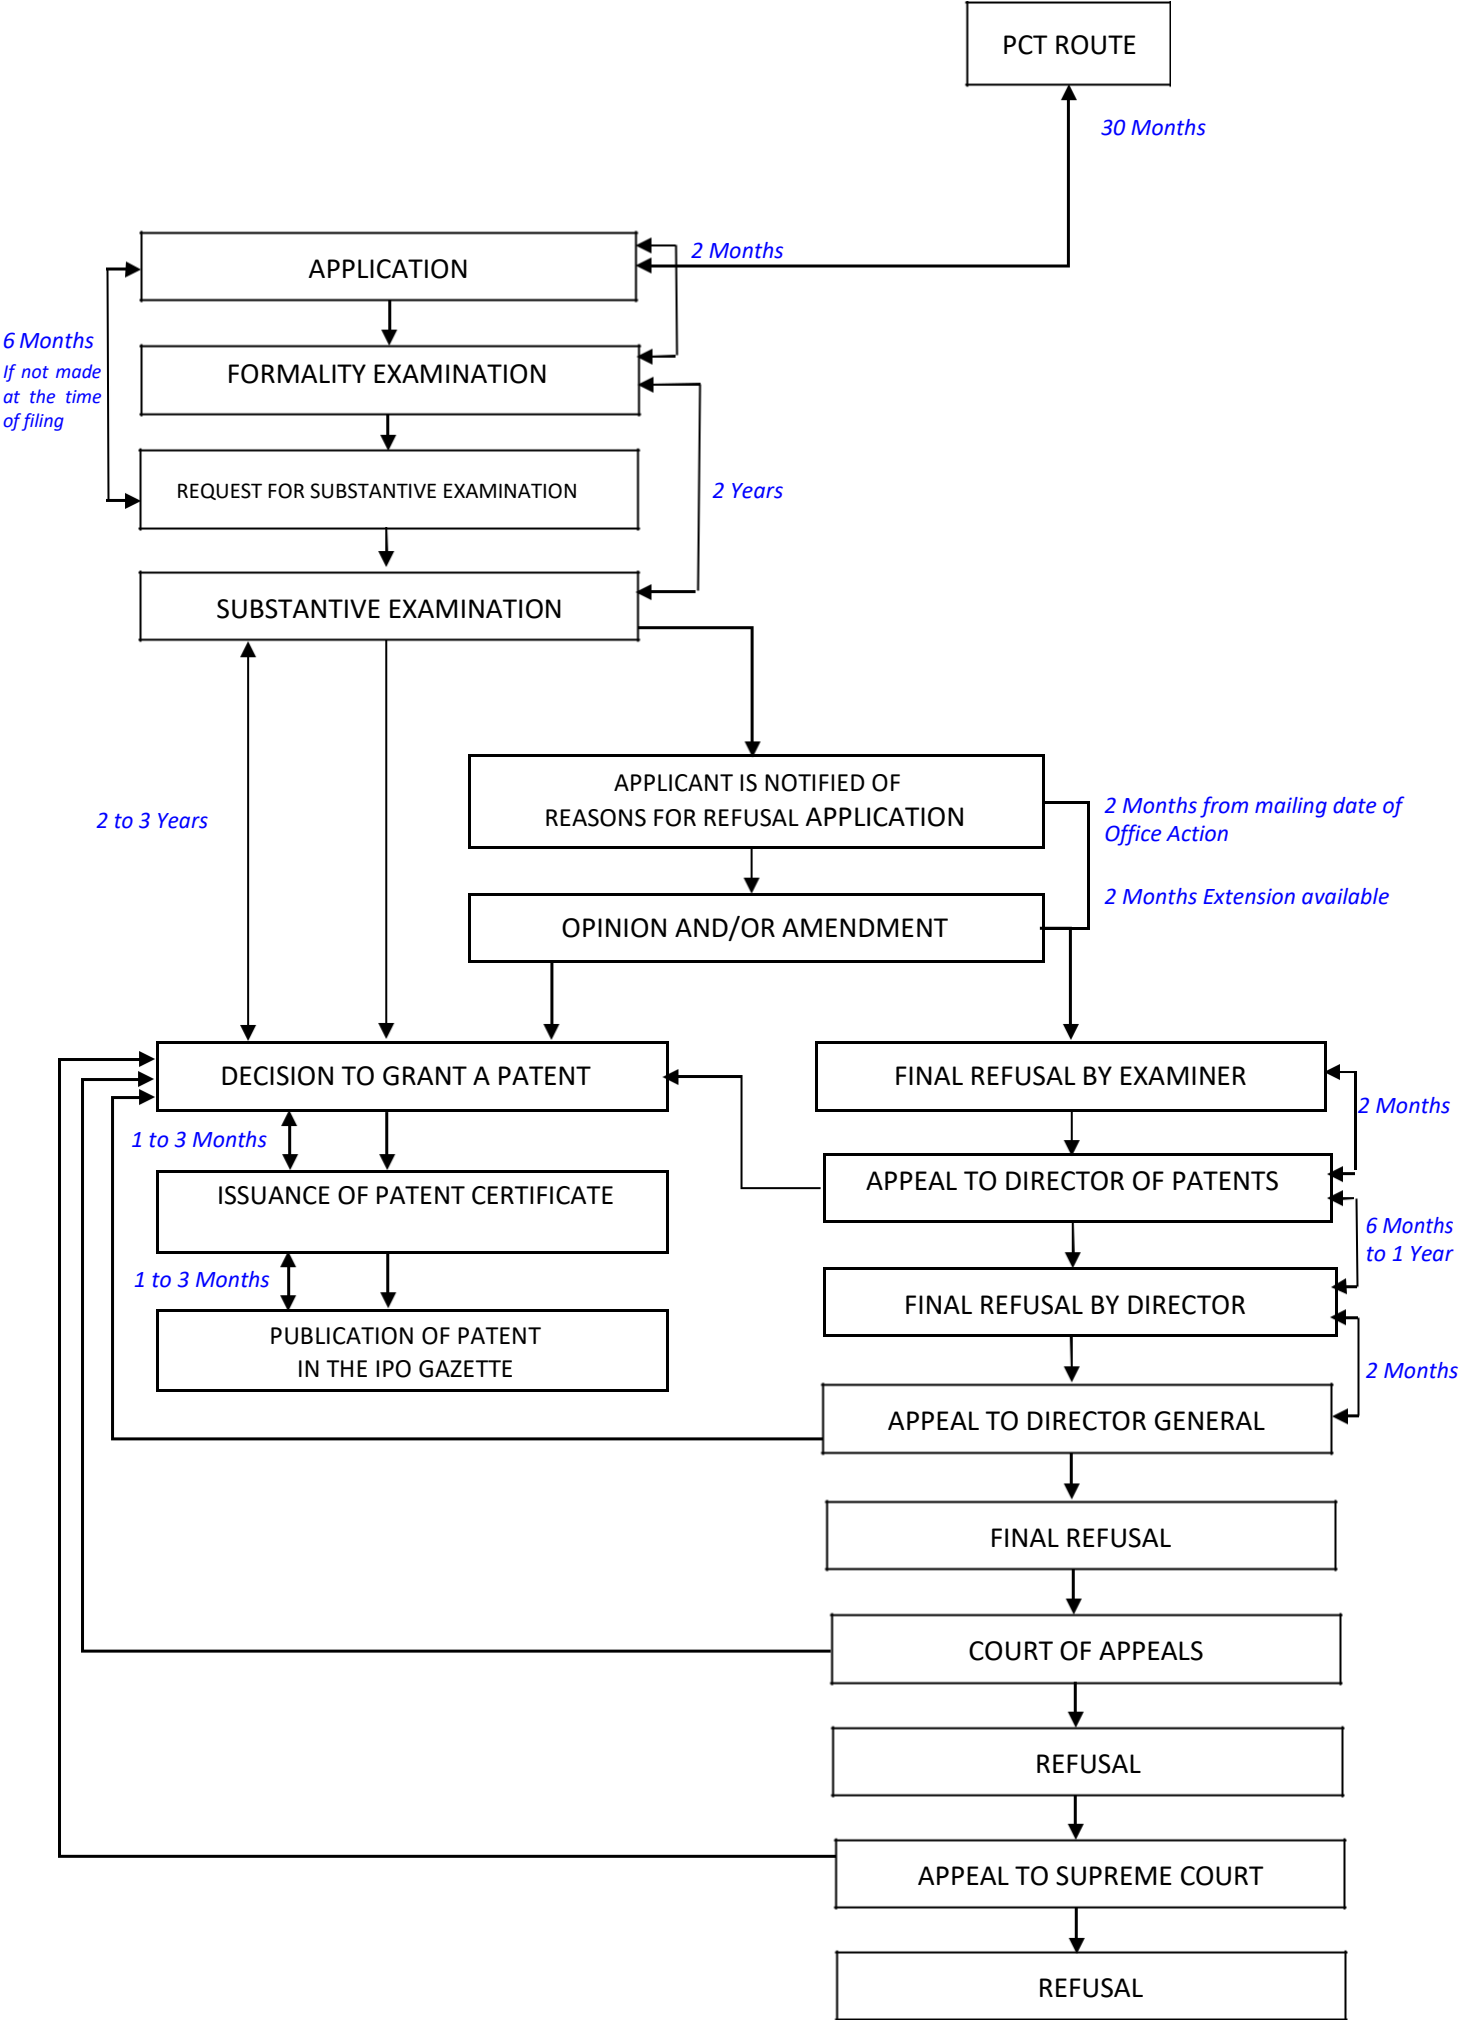 PCT ROUTE
30 Months
2 Months
APPLICATION
6 Months
If not made
at the time
of filing
FORMALITY EXAMINATION
REQUEST FOR SUBSTANTIVE EXAMINATION
2 Years
SUBSTANTIVE EXAMINATION
2 to 3 Years
APPLICANT IS NOTIFIED OF
REASONS FOR REFUSAL APPLICATION
2 Months from mailing date of
Office Action
2 Months Extension available
OPINION AND/OR AMENDMENT
DECISION TO GRANT A PATENT
FINAL REFUSAL BY EXAMINER
2 Months
1 to 3 Months
ISSUANCE OF PATENT CERTIFICATE
APPEAL TO DIRECTOR OF PATENTS
6 Months
to 1 Year
1 to 3 Months
FINAL REFUSAL BY DIRECTOR
PUBLICATION OF PATENT
IN THE IPO GAZETTE
2 Months
APPEAL TO DIRECTOR GENERAL
FINAL REFUSAL
COURT OF APPEALS
REFUSAL
APPEAL TO SUPREME COURT
REFUSAL